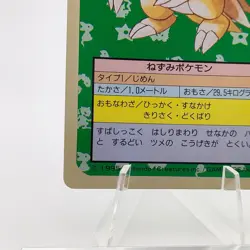 ねずみポケモン
タイプ1/じめん
たかさ/1.0メートル おもさ/29.5キログラ
おもなわざ/ひっかく・すなかけ
きりさく・どくばり
すばしっこく はしりまわり せなかの
と するどい ツメの こうげきが とくい